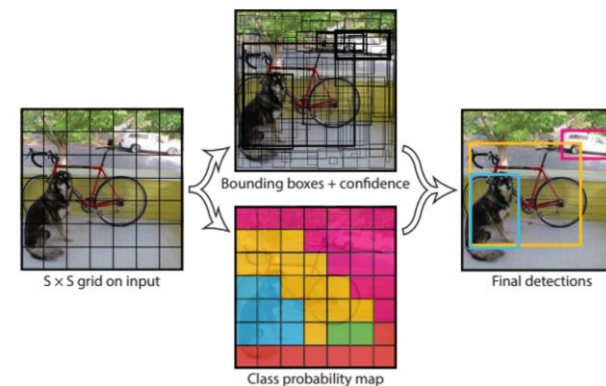 Bounding boxes + confidence
S × S grid on input
Final detections
Class probability map